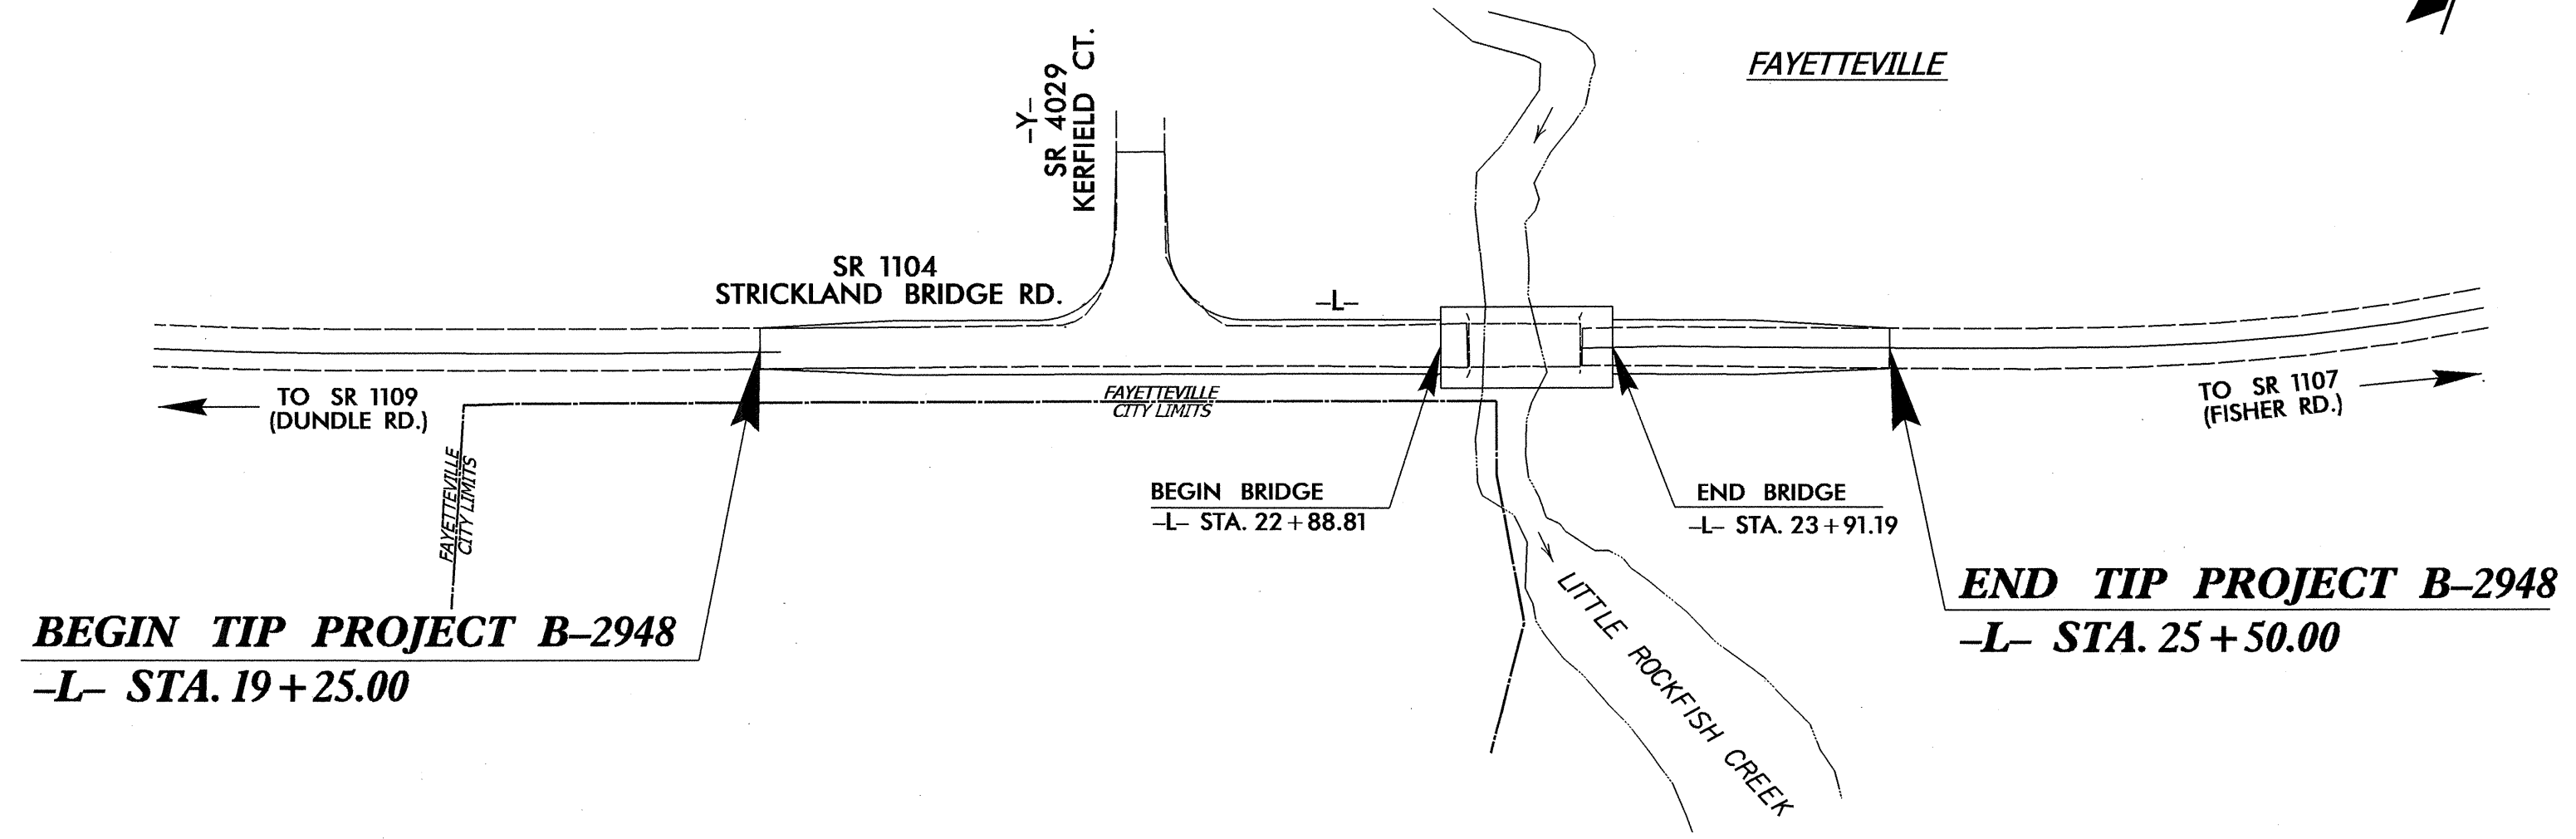 FAYETTEVILLE
–Y–
SR 4029
KERFIELD CT.
SR 1104
STRICKLAND BRIDGE RD.
–L–
TO SR 1109
(DUNDLE RD.)
FAYETTEVILLE
CITY LIMITS
TO SR 1107
(FISHER RD.)
FAYETTEVILLE
CITY LIMITS
BEGIN BRIDGE
–L– STA. 22+88.81
END BRIDGE
–L– STA. 23+91.19
BEGIN TIP PROJECT B–2948
–L– STA. 19+25.00
END TIP PROJECT B–2948
–L– STA. 25+50.00
LITTLE ROCKFISH CREEK